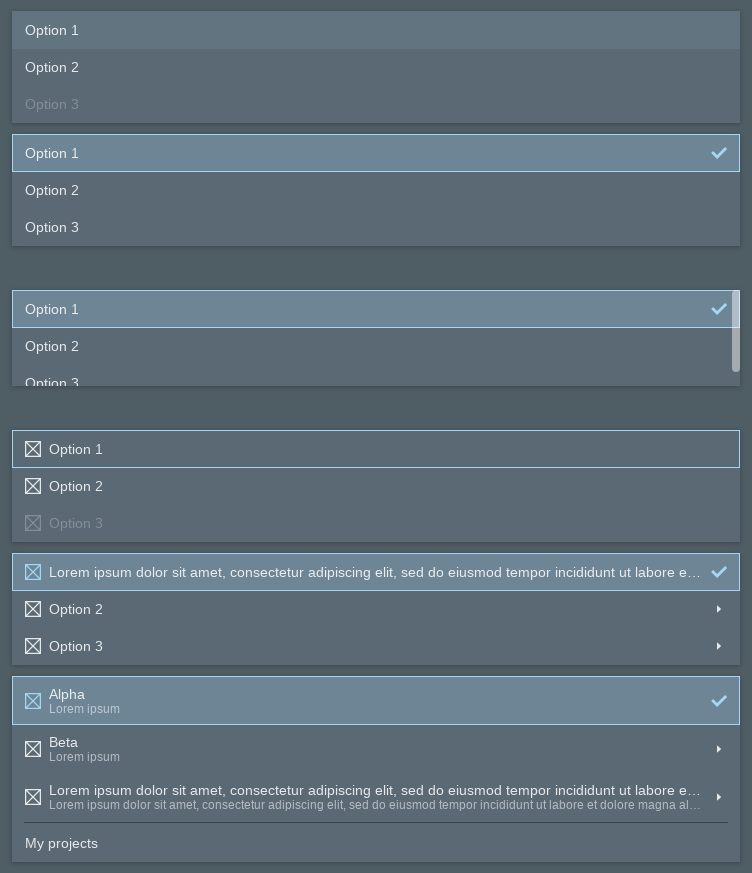 Option 1
Option 2
Option 3
Option 1
Option 2
Option 3
Option 1
Option 2
Option 3
Option 1
Option 2
Option 3
Lorem ipsum dolor sit amet, consectetur adipiscing elit, sed do eiusmod tempor incididunt ut labore e...
Option 2
Option 3
Alpha
Lorem ipsum
Beta
Lorem ipsum
Lorem ipsum dolor sit amet, consectetur adipiscing elit, sed do eiusmod tempor incididunt ut labore e...
Lorem ipsum dolor sit amet, consectetur adipiscing elit, sed do eiusmod tempor incididunt ut labore et dolore magna al...
My projects